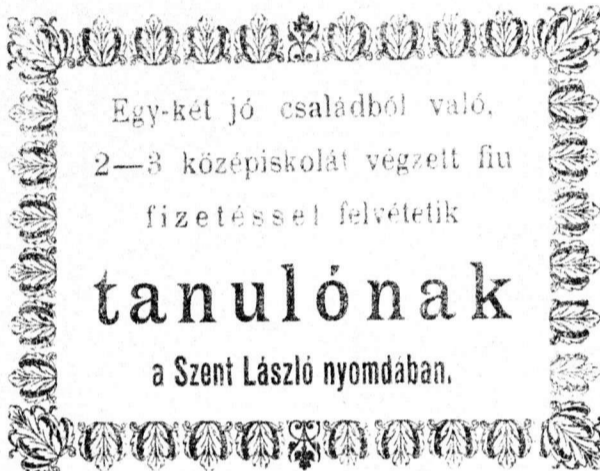 Egy-két jó családból való,
2—3 középiskolát végzett fiu
fizetéssel felvétetik
tanulónak
a Szent László nyomdában.